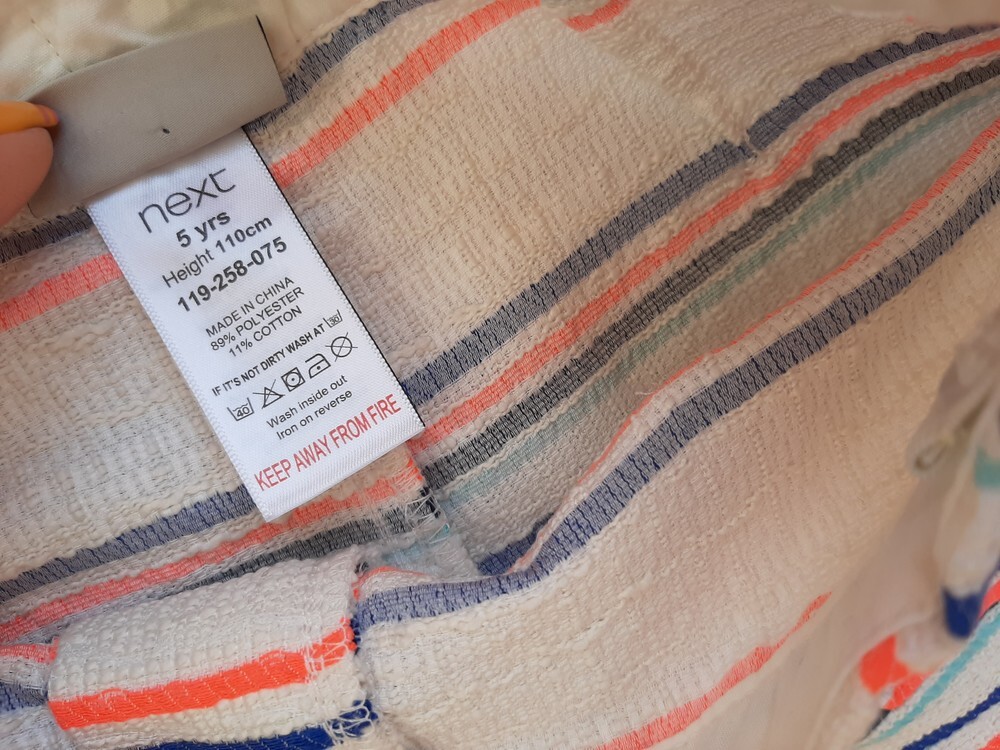 next
5 yrs
Height 110cm
119-258-075
MADE IN CHINA
89% POLYESTER
11% COTTON
IF IT'S NOT DIRTY WASH AT 30
40
Wash inside out
Iron on reverse
KEEP AWAY FROM FIRE